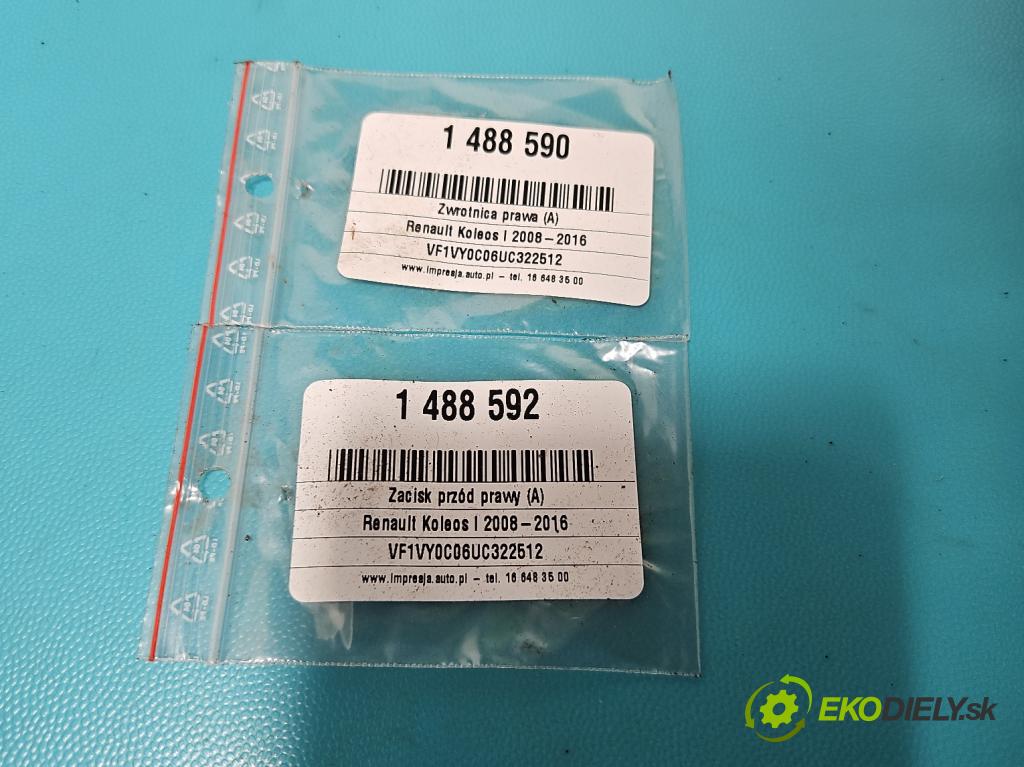 1 488 590
Zwrotnica prawa (A)
Renault Koleos I 2008–2016
VF1VY0C06UC322512
www.impresja.auto.pl – tel. 16 648 35 00
1 488 592
Zacisk przód prawy (A)
Renault Koleos I 2008–2016
VF1VY0C06UC322512
www.impresja.auto.pl – tel. 16 648 35 00
EKODIELY.sk